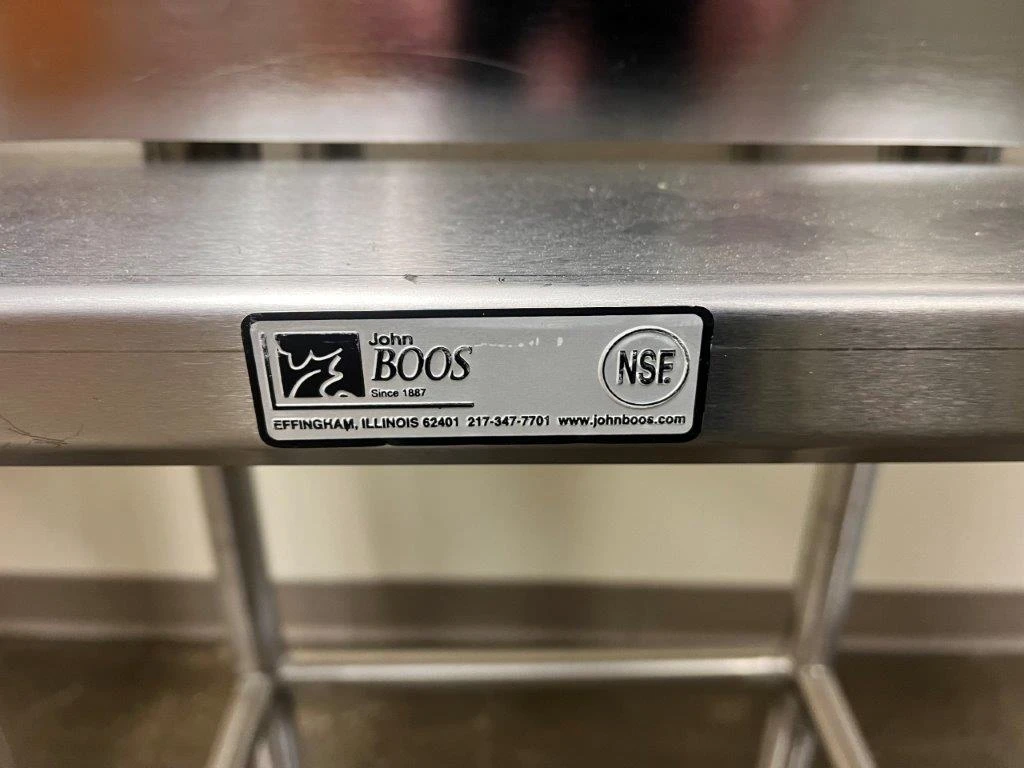 John
BOOS
Since 1887
NSF.
EFFINGHAM, ILLINOIS 62401 217-347-7701 www.johnboos.com